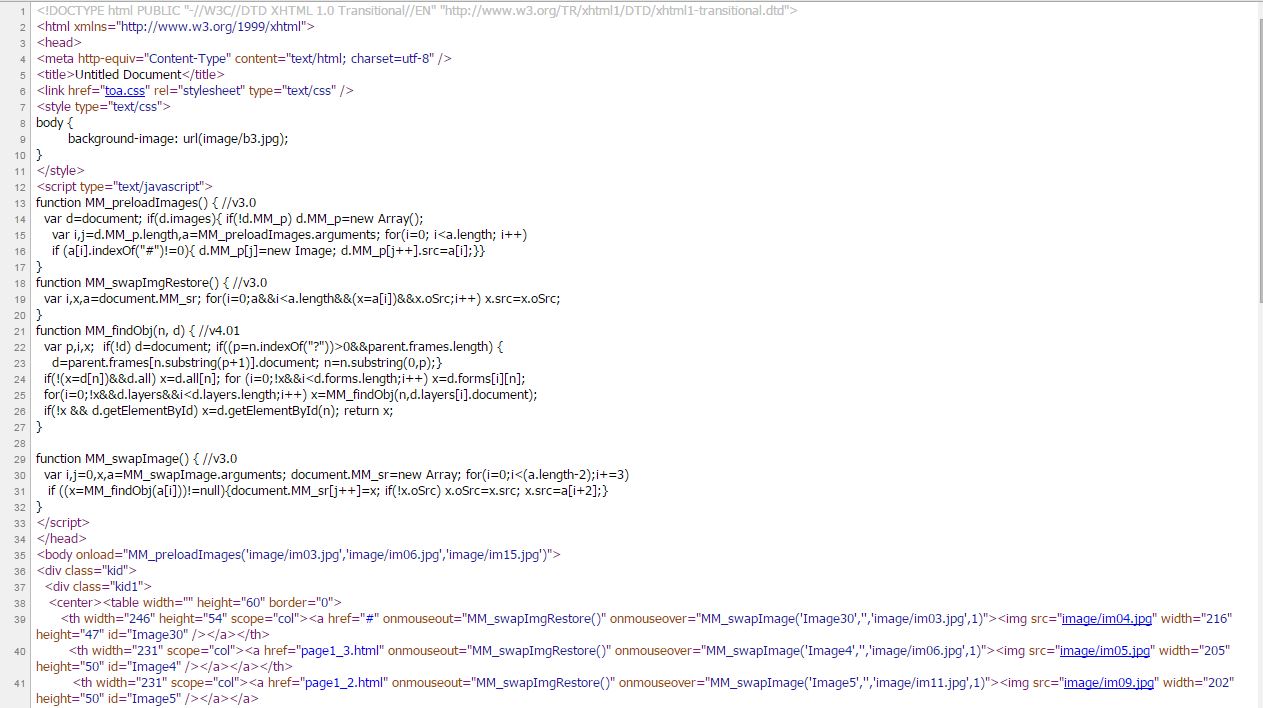 1 <!DOCTYPE html PUBLIC "-//W3C//DTD XHTML 1.0 Transitional//EN" "http://www.w3.org/TR/xhtml1/DTD/xhtml1-transitional.dtd">
2 <html xmlns="http://www.w3.org/1999/xhtml">
3 <head>
4 <meta http-equiv="Content-Type" content="text/html; charset=utf-8" />
5 <title>Untitled Document</title>
6 <link href="toa.css" rel="stylesheet" type="text/css" />
7 <style type="text/css">
8 body {
9 background-image: url(image/b3.jpg);
10 }
11 </style>
12 <script type="text/javascript">
13 function MM_preloadImages() { //v3.0
14 var d=document; if(d.images){ if(!d.MM_p) d.MM_p=new Array();
15 var i,j=d.MM_p.length,a=MM_preloadImages.arguments; for(i=0; i<a.length; i++)
16 if (a[i].indexOf("#")!=0){ d.MM_p[j]=new Image; d.MM_p[j++].src=a[i];}}
17 }
18 function MM_swapImgRestore() { //v3.0
19 var i,x,a=document.MM_sr; for(i=0;a&&i<a.length&&(x=a[i])&&x.oSrc;i++) x.src=x.oSrc;
20 }
21 function MM_findObj(n, d) { //v4.01
22 var p,i,x;  if(!d) d=document; if((p=n.indexOf("?"))>0&&parent.frames.length) {
23 d=parent.frames[n.substring(p+1)].document; n=n.substring(0,p);}
24 if(!(x=d[n])&&d.all) x=d.all[n]; for (i=0;!x&&i<d.forms.length;i++) x=d.forms[i][n];
25 for(i=0;!x&&d.layers&&i<d.layers.length;i++) x=MM_findObj(n,d.layers[i].document);
26 if(!x && d.getElementById) x=d.getElementById(n); return x;
27 }
28
29 function MM_swapImage() { //v3.0
30 var i,j=0,x,a=MM_swapImage.arguments; document.MM_sr=new Array; for(i=0;i<(a.length-2);i+=3)
31 if ((x=MM_findObj(a[i]))!=null){document.MM_sr[j++]=x; if(!x.oSrc) x.oSrc=x.src; x.src=a[i+2];}
32 }
33 </script>
34 </head>
35 <body onload="MM_preloadImages('image/im03.jpg','image/im06.jpg','image/im15.jpg')">
36 <div class="kid">
37 <div class="kid1">
38 <center><table width="" height="60" border="0">
39 <th width="246" height="54" scope="col"><a href="#" onmouseout="MM_swapImgRestore()" onmouseover="MM_swapImage('Image30','','image/im03.jpg',1)"><img src="image/im04.jpg" width="216"
height="47" id="Image30" /></a></th>
40 <th width="231" scope="col"><a href="page1_3.html" onmouseout="MM_swapImgRestore()" onmouseover="MM_swapImage('Image4','','image/im06.jpg',1)"><img src="image/im05.jpg" width="205"
height="50" id="Image4" /></a></a></th>
41 <th width="231" scope="col"><a href="page1_2.html" onmouseout="MM_swapImgRestore()" onmouseover="MM_swapImage('Image5','','image/im11.jpg',1)"><img src="image/im09.jpg" width="202"
height="50" id="Image5" /></a></a>